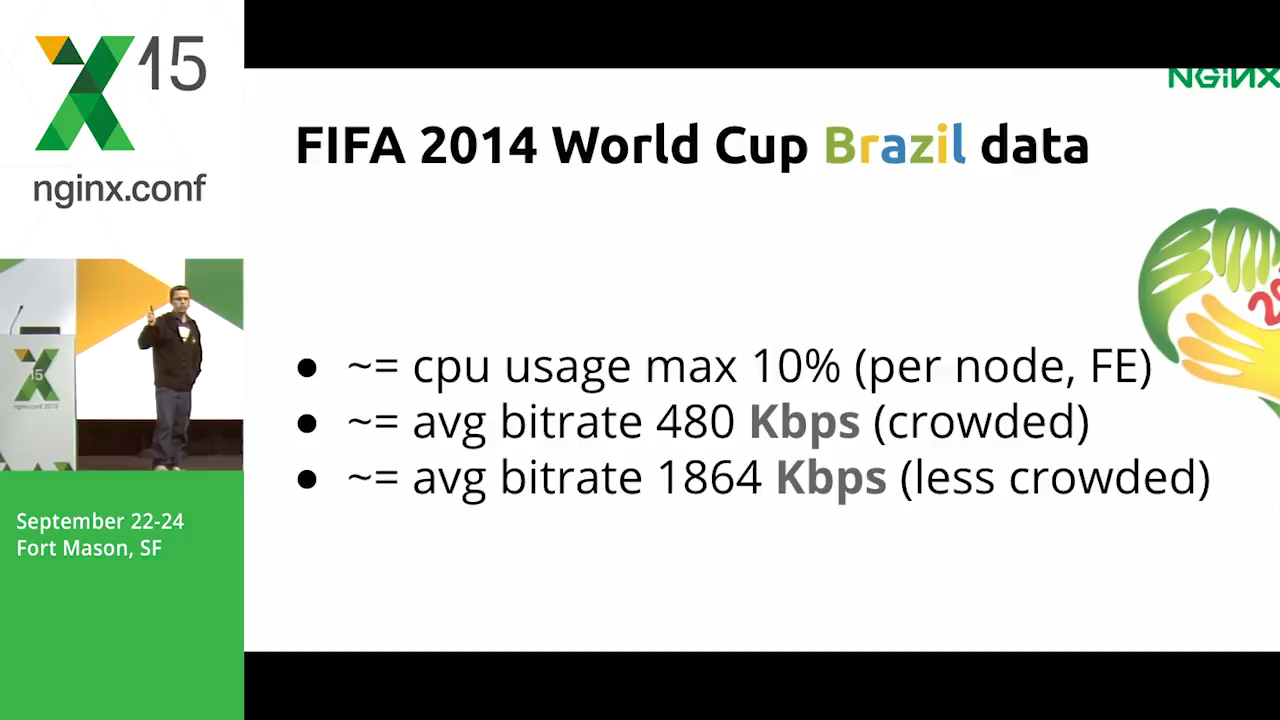 15
nginx.conf
NGINX
FIFA 2014 World Cup Brazil data
● ~= cpu usage max 10% (per node, FE)
● ~= avg bitrate 480 Kbps (crowded)
● ~= avg bitrate 1864 Kbps (less crowded)
15
September 22-24
Fort Mason, SF